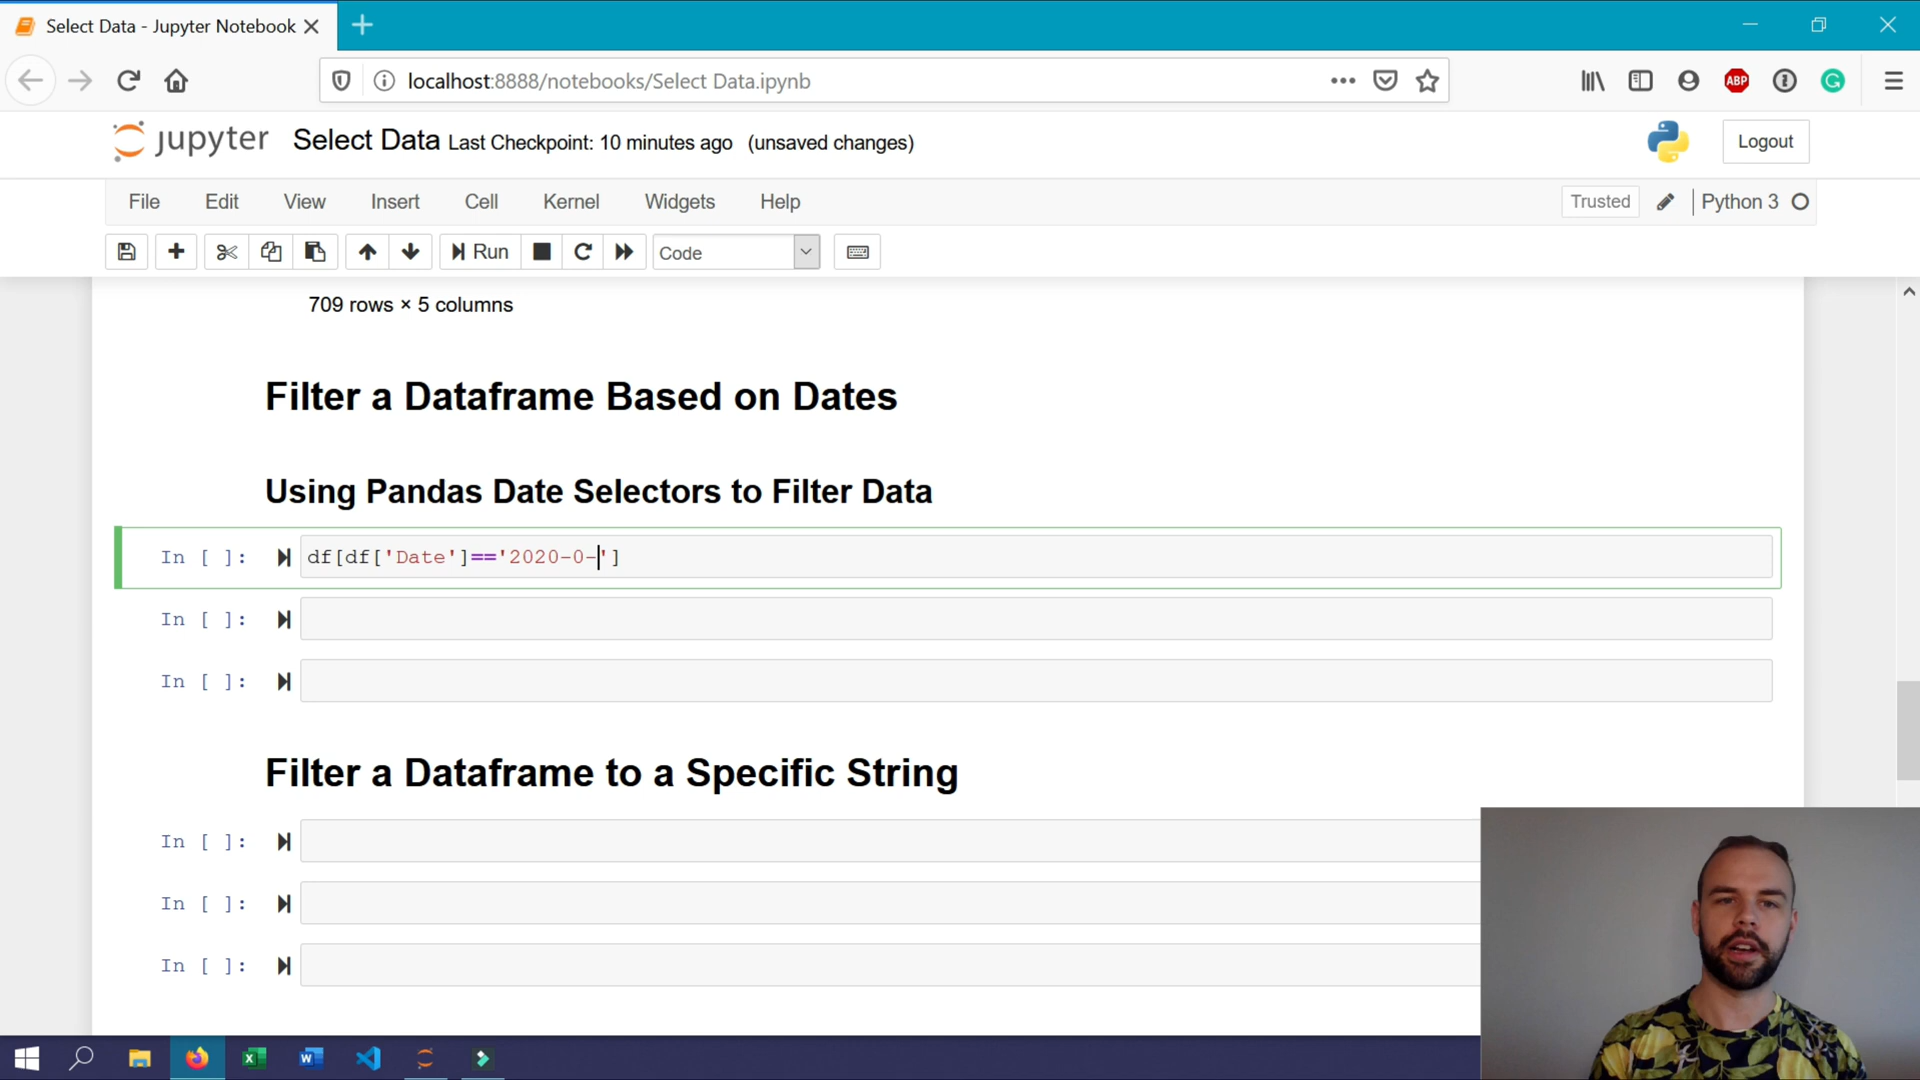 Select Data - Jupyter Notebook
localhost:8888/notebooks/Select Data.ipynb
ABP
jupyter Select Data Last Checkpoint: 10 minutes ago (unsaved changes)
Logout
File Edit View Insert Cell Kernel Widgets Help
Trusted Python 3
Run Code
709 rows × 5 columns
Filter a Dataframe Based on Dates
Using Pandas Date Selectors to Filter Data
In [ ]: df[df['Date']=='2020-0-']
In [ ]:
In [ ]:
Filter a Dataframe to a Specific String
In [ ]:
In [ ]:
In [ ]: